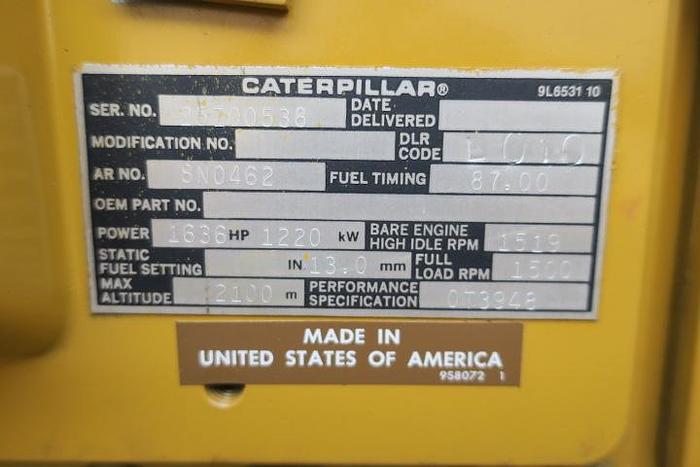 CATERPILLAR®
9L6531 10
SER. NO.
DATE DELIVERED
MODIFICATION NO.
DLR CODE
AR NO. 8N0462 FUEL TIMING 87.00
OEM PART NO.
POWER 1636 HP 1220 kW BARE ENGINE HIGH IDLE RPM 1519
STATIC FUEL SETTING IN. 13.0 mm FULL LOAD RPM 1500
MAX ALTITUDE 2100 m PERFORMANCE SPECIFICATION 0T3948
MADE IN
UNITED STATES OF AMERICA
9S8072 1